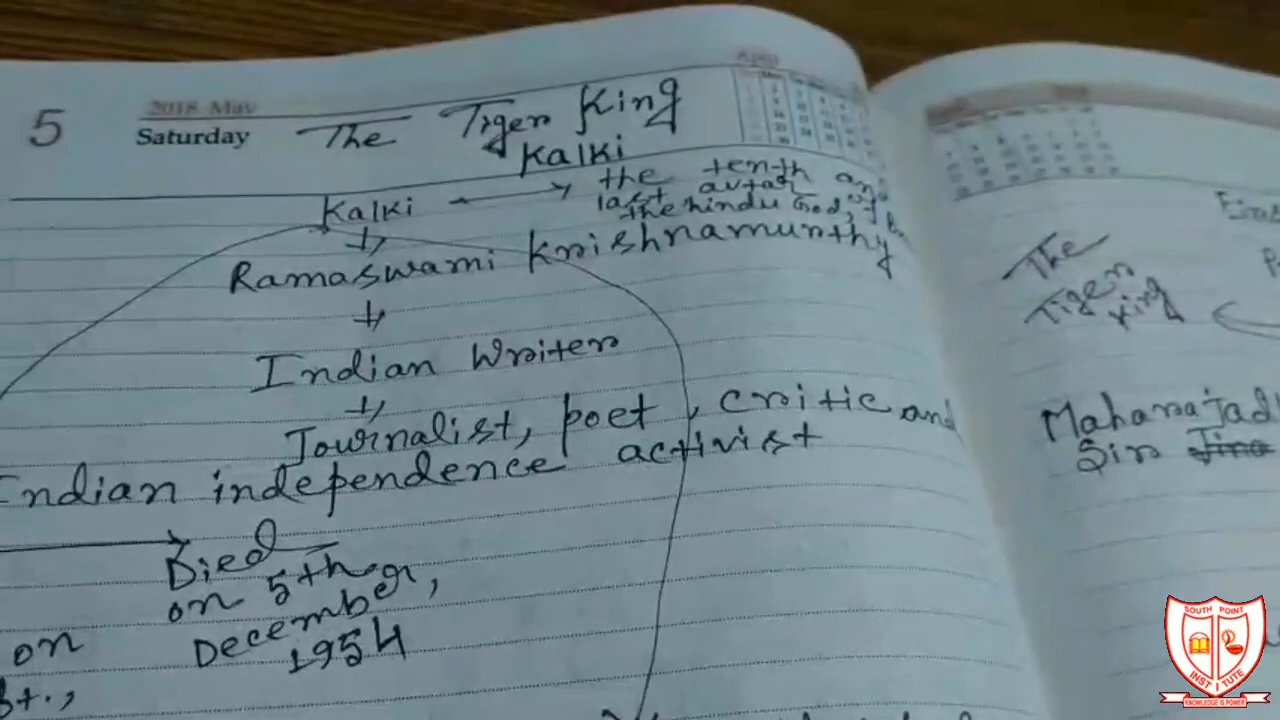 5
2018 May
Saturday
April
The Tiger King
Kalki
Kalki → the tenth and
last avtar of
the hindu God,
Ramaswami Krishnamurthy
Indian Writer
Journalist, poet, critic and
Indian independence activist
Died
on 5th
December,
1954
on
The
Tiger
King
Maharaja
Sir
SOUTH POINT
INSTITUTE
KNOWLEDGE IS POWER